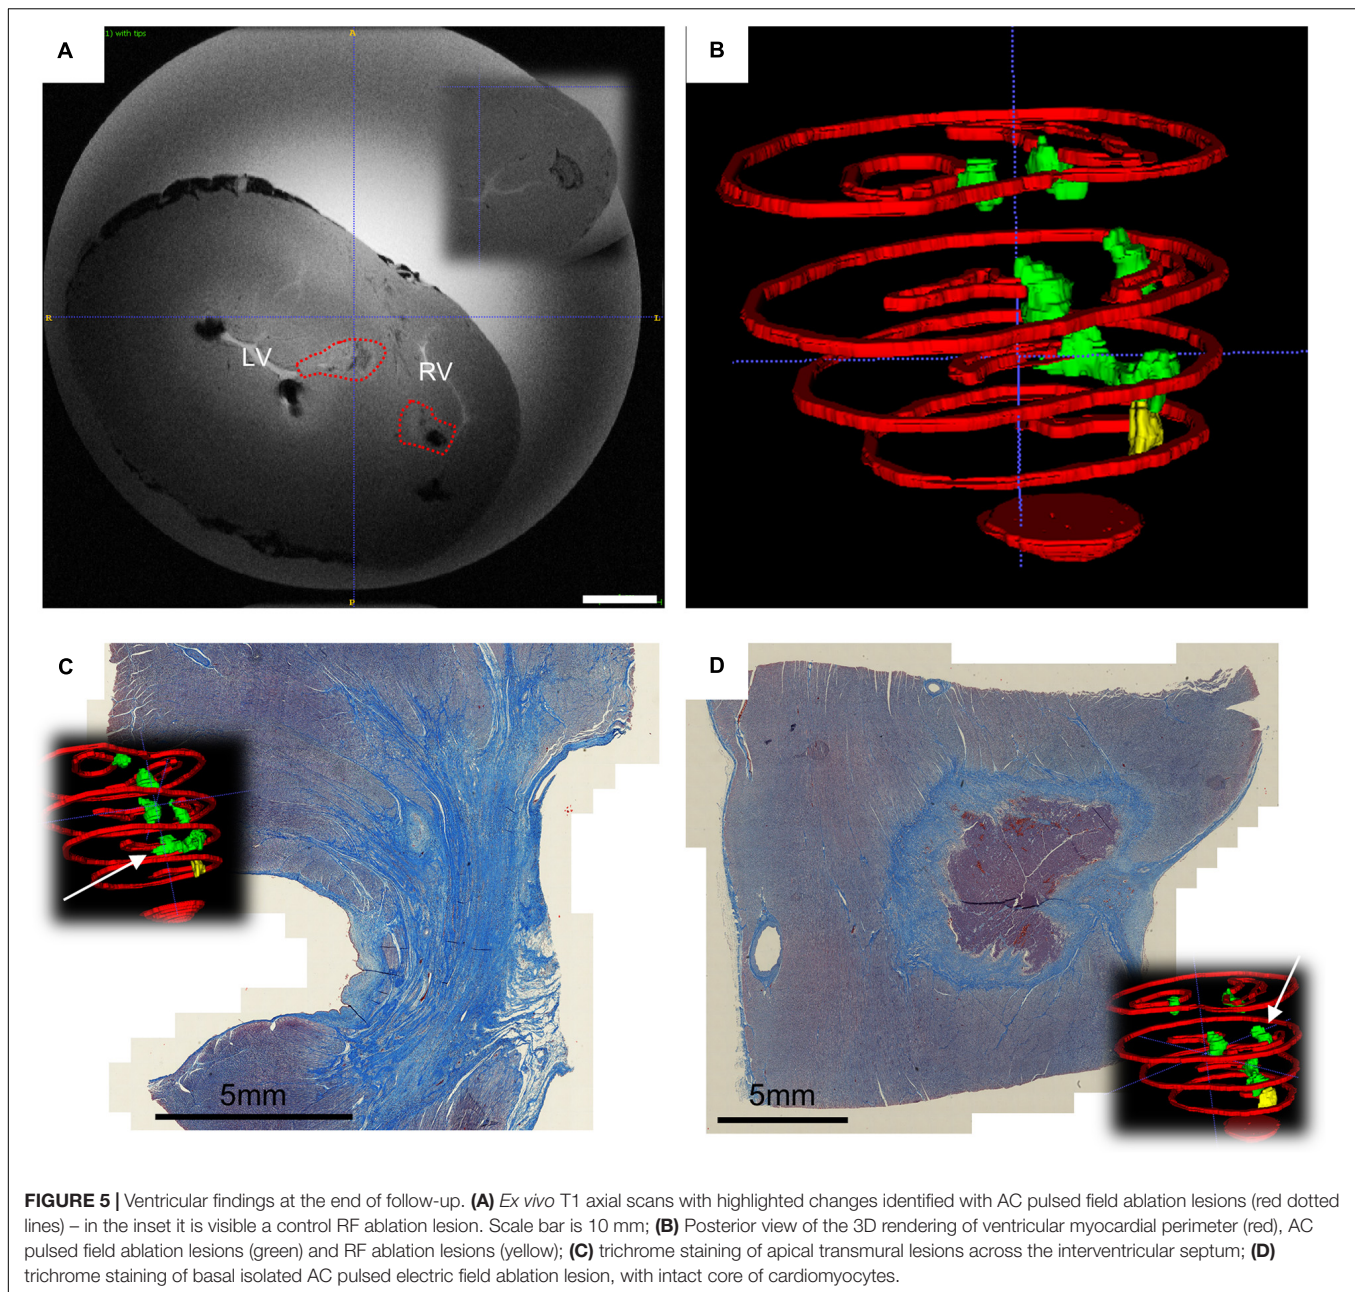 A
1) with tips
A
R
L
LV
RV
P
B
C
5mm
D
5mm
FIGURE 5 | Ventricular findings at the end of follow-up. (A) Ex vivo T1 axial scans with highlighted changes identified with AC pulsed field ablation lesions (red dotted
lines) – in the inset it is visible a control RF ablation lesion. Scale bar is 10 mm; (B) Posterior view of the 3D rendering of ventricular myocardial perimeter (red), AC
pulsed field ablation lesions (green) and RF ablation lesions (yellow); (C) trichrome staining of apical transmural lesions across the interventricular septum; (D)
trichrome staining of basal isolated AC pulsed electric field ablation lesion, with intact core of cardiomyocytes.